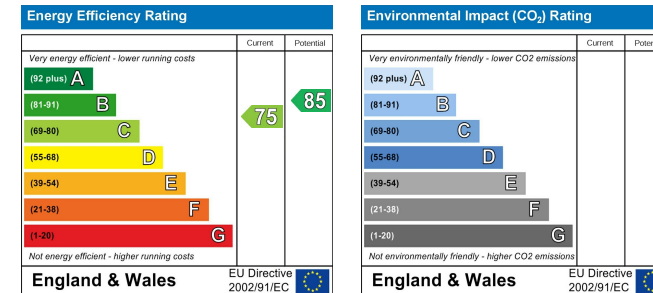 Energy Efficiency Rating
Current Potential
Very energy efficient - lower running costs
(92 plus) A
(81-91) B
(69-80) C
(55-68) D
(39-54) E
(21-38) F
(1-20) G
75
85
Not energy efficient - higher running costs
England & Wales
EU Directive
2002/91/EC
Environmental Impact (CO₂) Rating
Current Poten
Very environmentally friendly - lower CO2 emissions
(92 plus) A
(81-91) B
(69-80) C
(55-68) D
(39-54) E
(21-38) F
(1-20) G
Not environmentally friendly - higher CO2 emissions
England & Wales
EU Directive
2002/91/EC